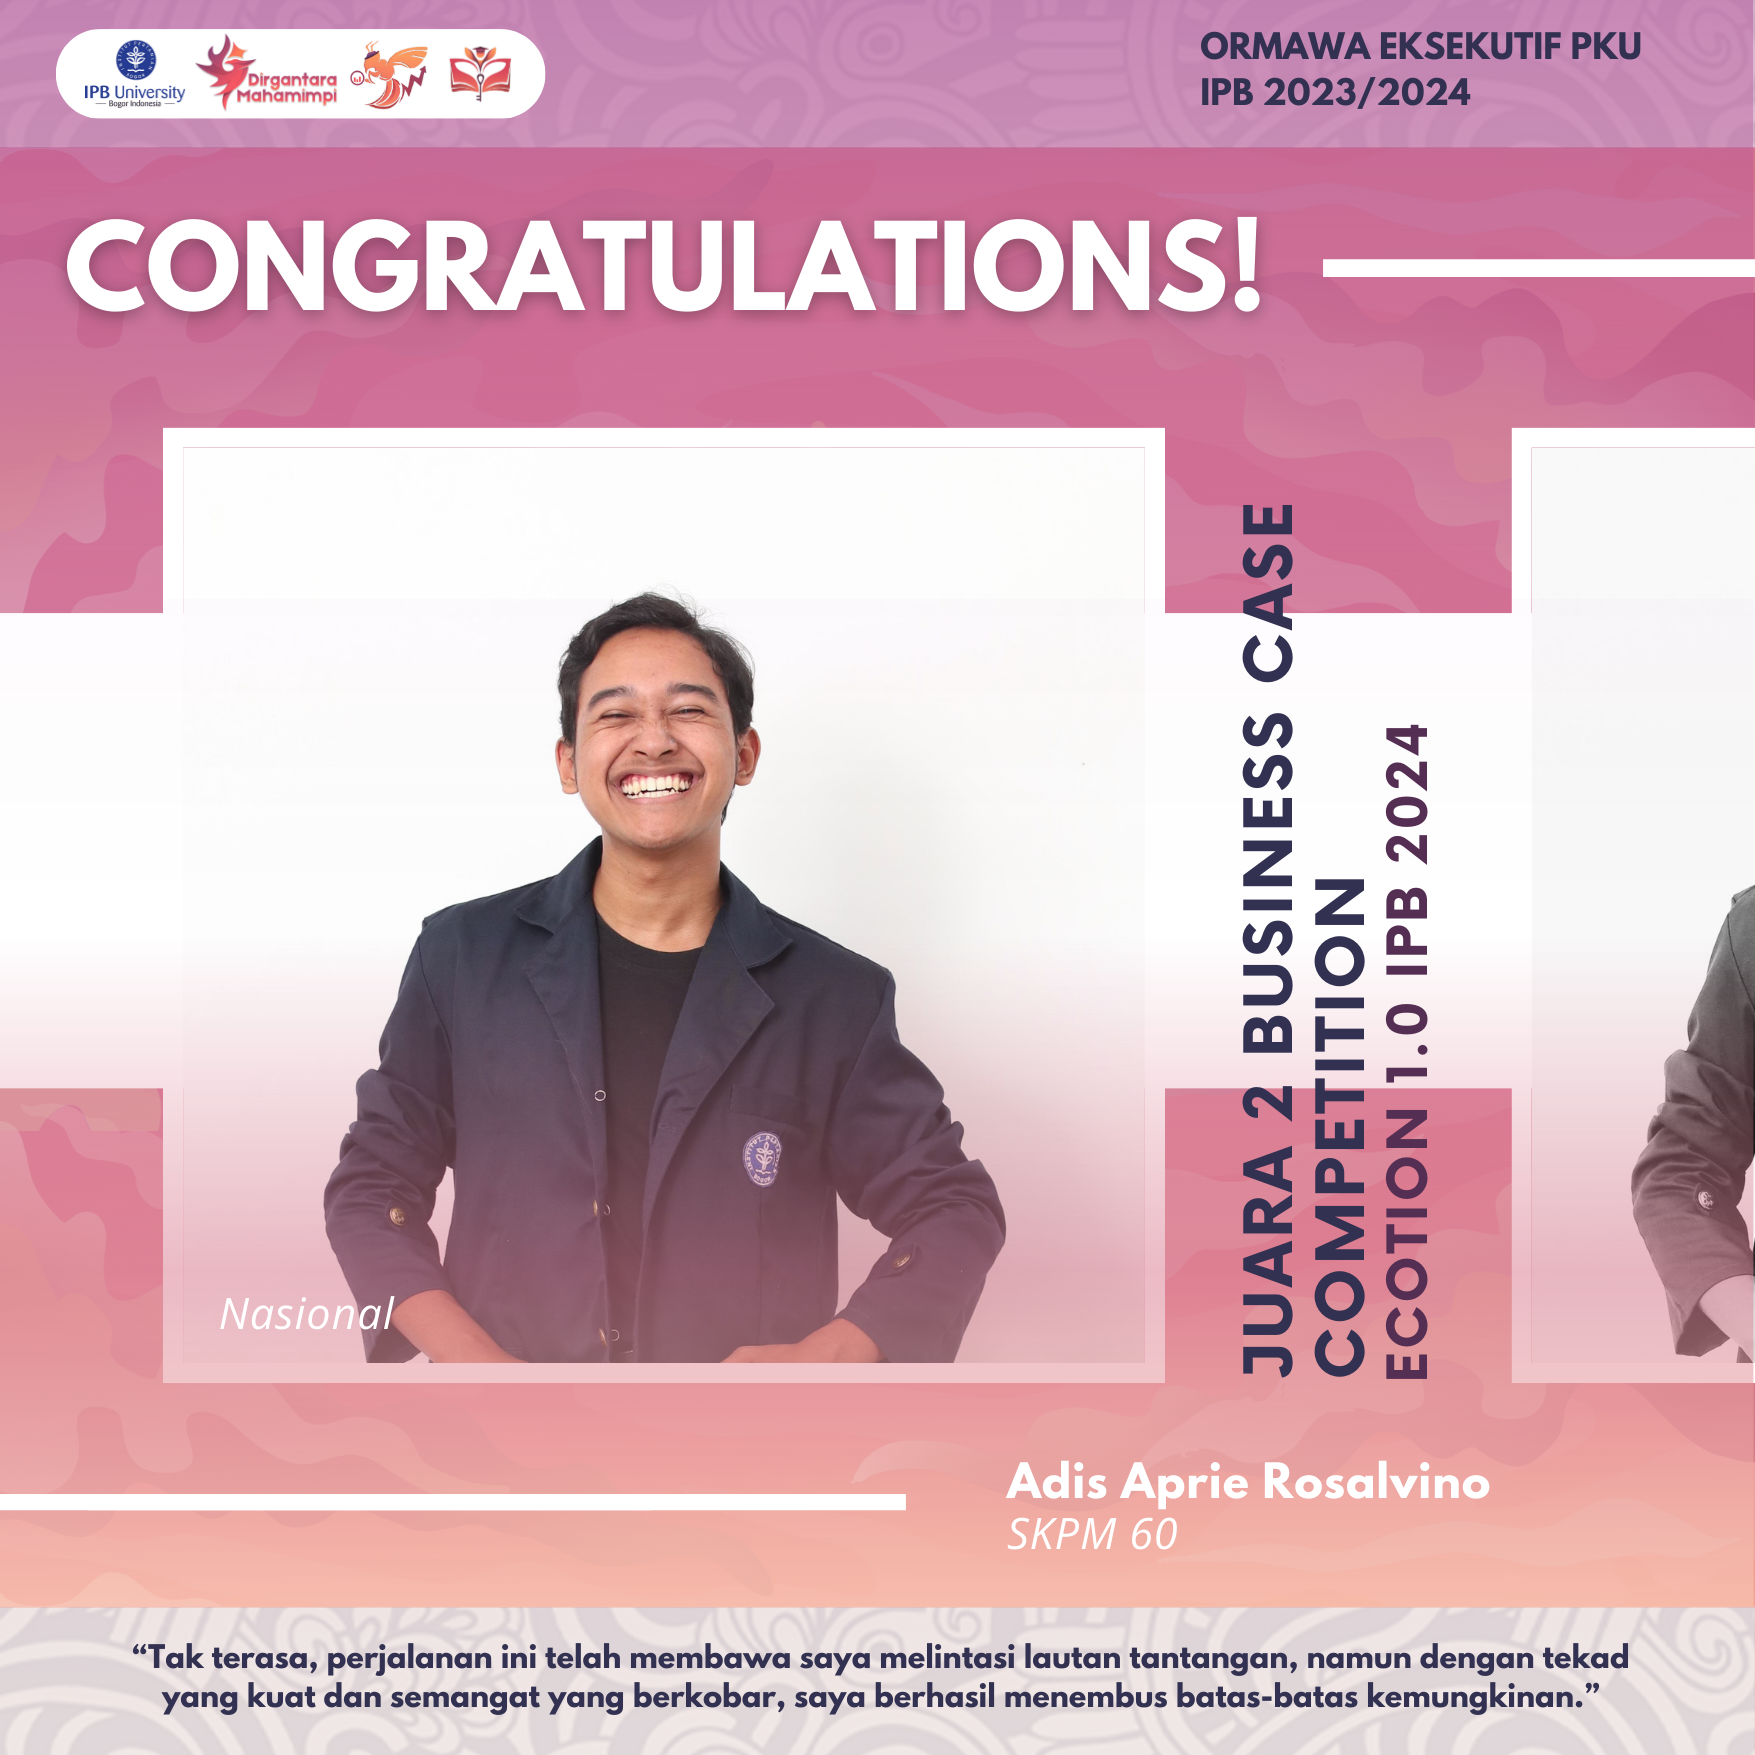 IPB University
Bogor Indonesia
Dirgantara
Mahamimpi
ORMAWA EKSEKUTIF PKU
IPB 2023/2024
CONGRATULATIONS!
JUARA 2 BUSINESS CASE
COMPETITION
ECOTION 1.0 IPB 2024
Nasional
Adis Aprie Rosalvino
SKPM 60
“Tak terasa, perjalanan ini telah membawa saya melintasi lautan tantangan, namun dengan tekad
yang kuat dan semangat yang berkobar, saya berhasil menembus batas-batas kemungkinan.”